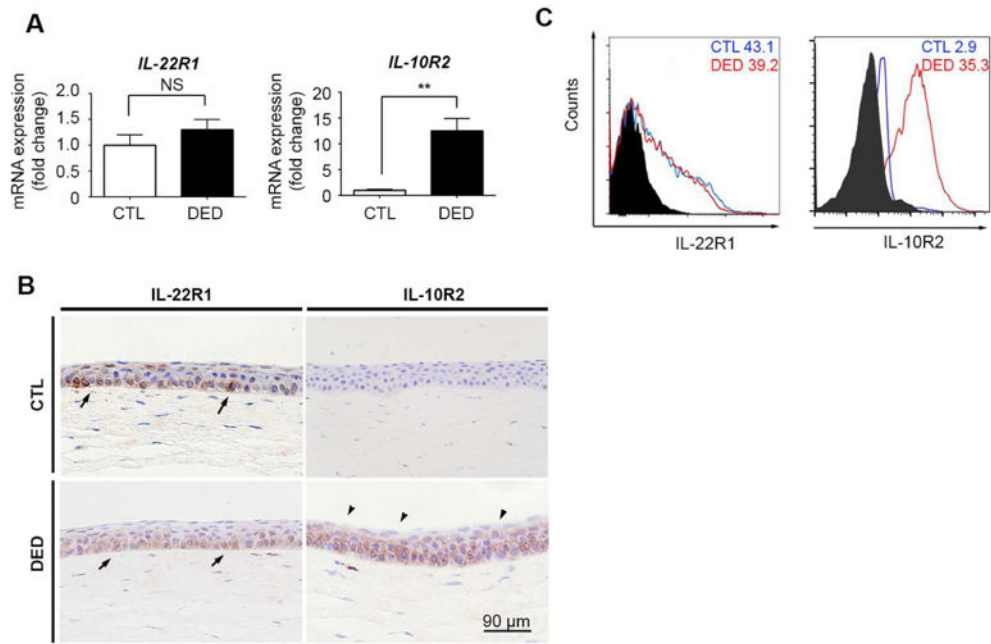 A
IL-22R1
NS
mRNA expression
(fold change)
2.0
1.5
1.0
0.5
0.0
CTL DED
IL-10R2
**
mRNA expression
(fold change)
20
15
10
5
0
CTL DED
C
CTL 43.1
DED 39.2
Counts
IL-22R1
CTL 2.9
DED 35.3
IL-10R2
B
IL-22R1 IL-10R2
CTL
DED
90 µm